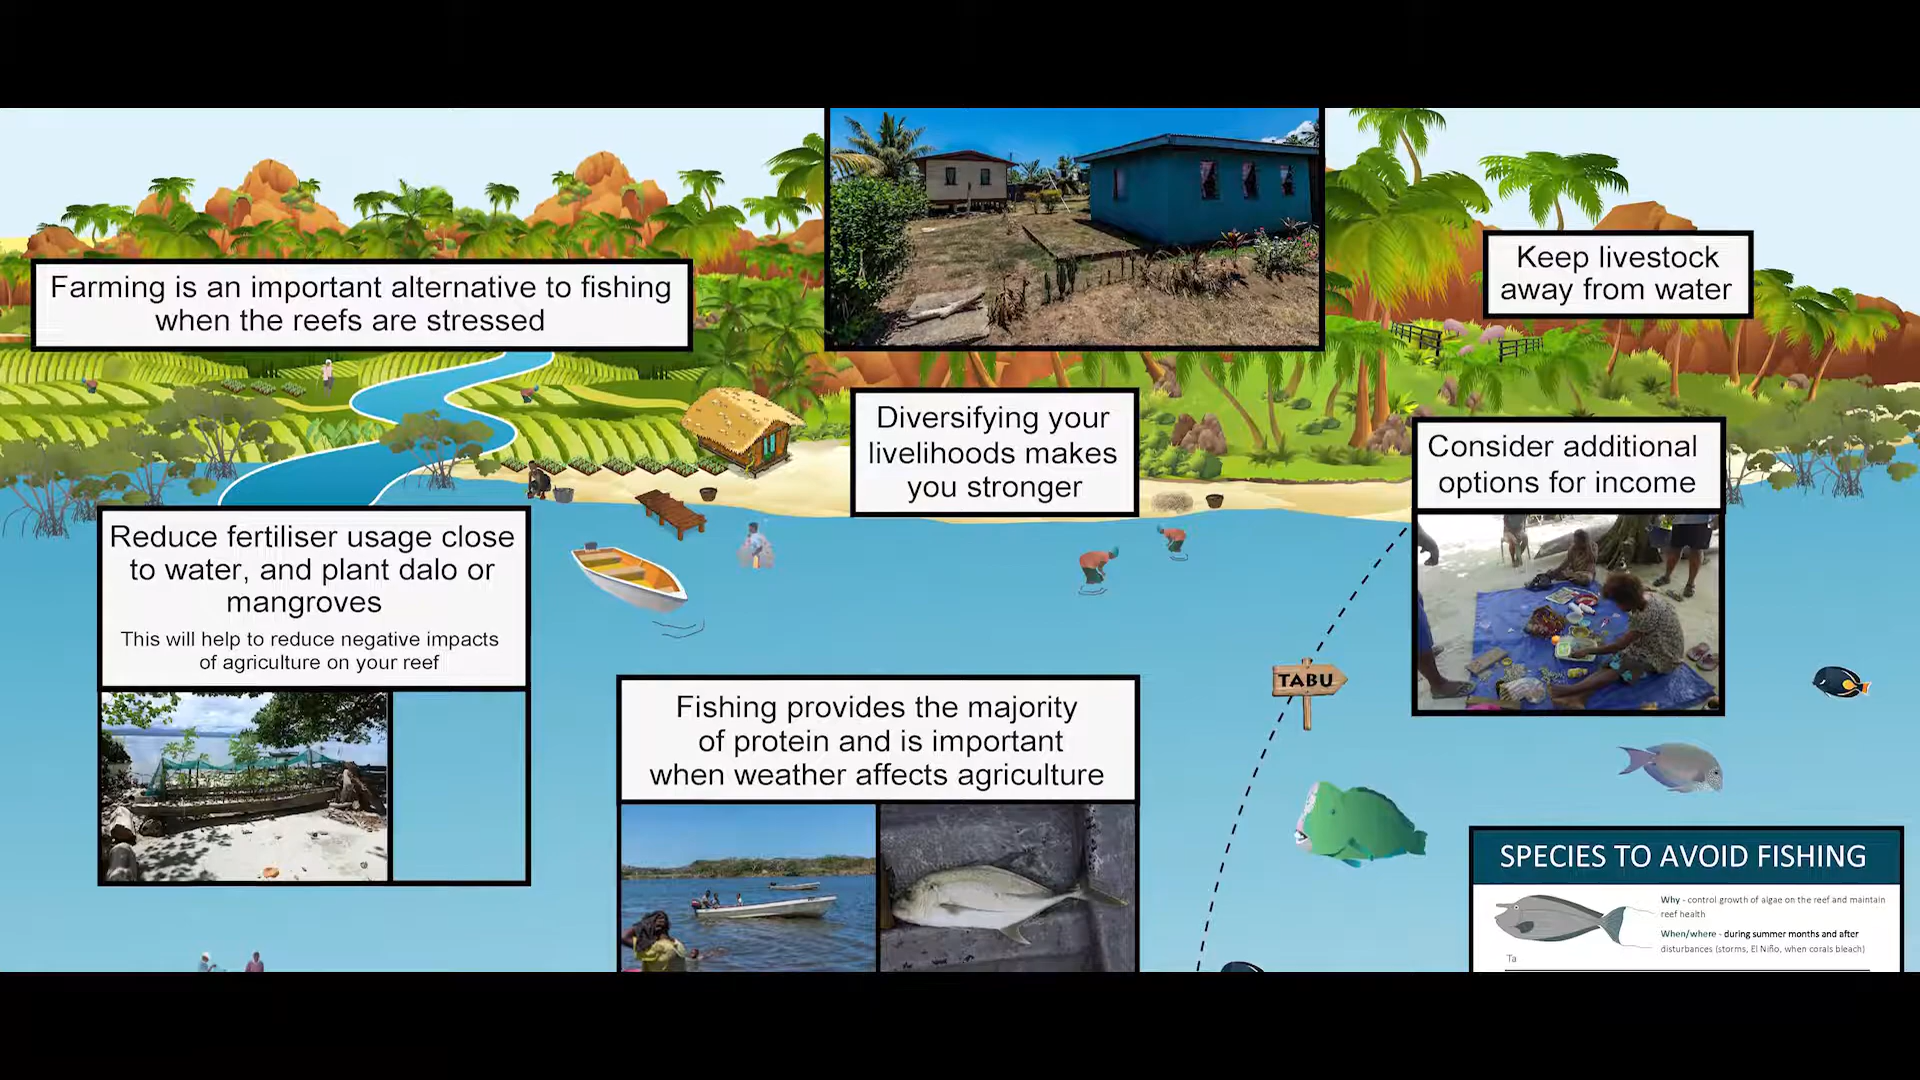 Farming is an important alternative to fishing
when the reefs are stressed
Keep livestock
away from water
Diversifying your
livelihoods makes
you stronger
Consider additional
options for income
Reduce fertiliser usage close
to water, and plant dalo or
mangroves
This will help to reduce negative impacts
of agriculture on your reef
TABU
Fishing provides the majority
of protein and is important
when weather affects agriculture
SPECIES TO AVOID FISHING
Why - control growth of algae on the reef and maintain
reef health
When/where - during summer months and after
disturbances (storms, El Niño, when corals bleach)
Ta